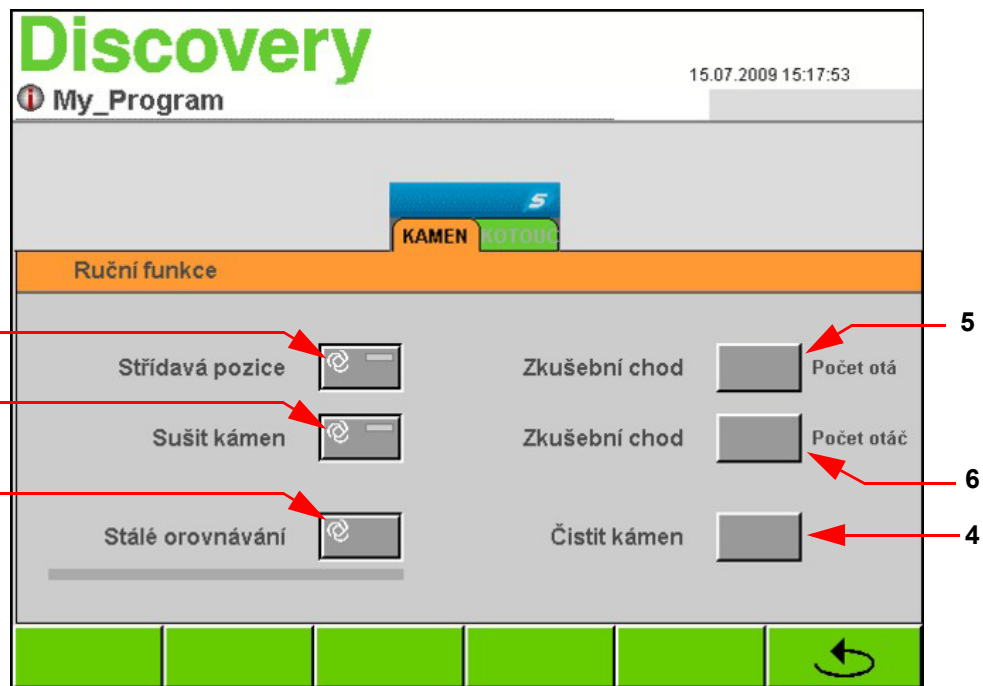 Discovery
15.07.2009 15:17:53
My_Program
KAMEN KOTOUČ
Ruční funkce
Střídavá pozice
Zkušební chod
Počet otá
5
Sušit kámen
Zkušební chod
Počet otáč
6
Stálé orovnávání
Čistit kámen
4